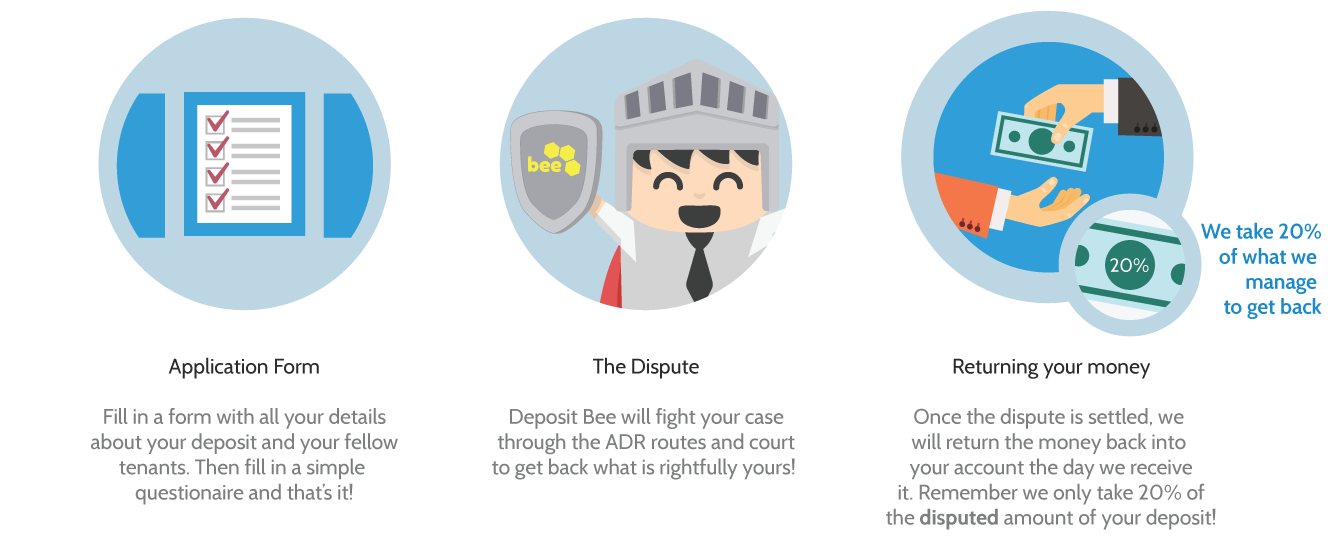 bee
20%
We take 20%
of what we
manage
to get back
Application Form
Fill in a form with all your details
about your deposit and your fellow
tenants. Then fill in a simple
questionaire and that's it!
The Dispute
Deposit Bee will fight your case
through the ADR routes and court
to get back what is rightfully yours!
Returning your money
Once the dispute is settled, we
will return the money back into
your account the day we receive
it. Remember we only take 20% of
the disputed amount of your deposit!